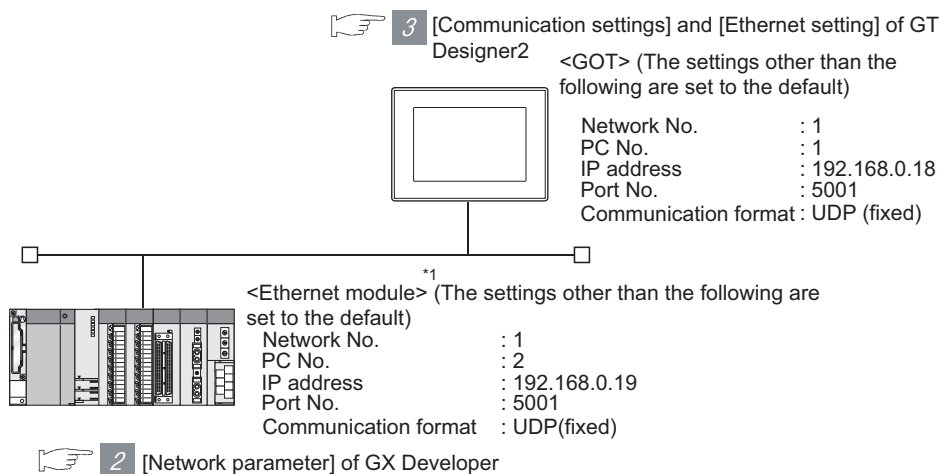 3 [Communication settings] and [Ethernet setting] of GT
Designer2
<GOT> (The settings other than the
following are set to the default)
Network No. : 1
PC No. : 1
IP address : 192.168.0.18
Port No. : 5001
Communication format : UDP (fixed)
*1
<Ethernet module> (The settings other than the following are
set to the default)
Network No. : 1
PC No. : 2
IP address : 192.168.0.19
Port No. : 5001
Communication format : UDP(fixed)
2 [Network parameter] of GX Developer